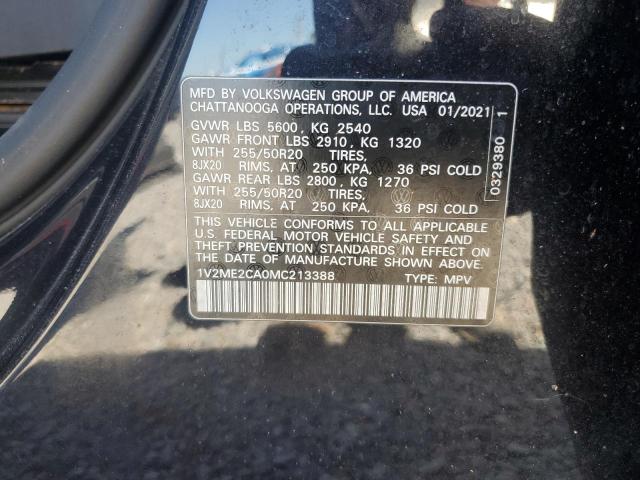 MFD BY VOLKSWAGEN GROUP OF AMERICA
CHATTANOOGA OPERATIONS, LLC. USA 01/2021
GVWR LBS 5600, KG 2540
GAWR FRONT LBS 2910, KG 1320
WITH 255/50R20 TIRES,
8JX20 RIMS, AT 250 KPA, 36 PSI COLD
GAWR REAR LBS 2800, KG 1270
WITH 255/50R20 TIRES,
8JX20 RIMS, AT 250 KPA, 36 PSI COLD
THIS VEHICLE CONFORMS TO ALL APPLICABLE
U.S. FEDERAL MOTOR VEHICLE SAFETY AND
THEFT PREVENTION STANDARDS IN EFFECT ON
THE DATE OF MANUFACTURE SHOWN ABOVE.
1V2ME2CA0MC213388 TYPE: MPV
0329380 1